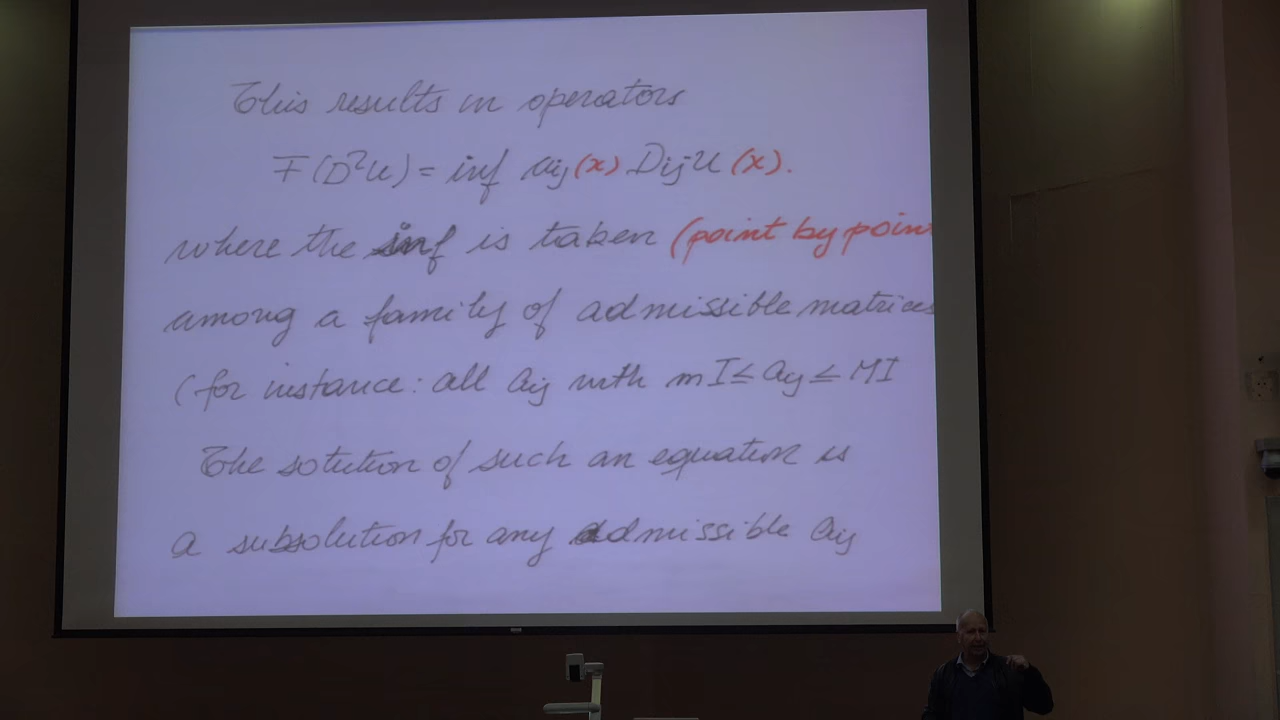 This results in operators
F(D²u) = inf aij(x) Diju(x).
where the inf is taken (point by poin
among a family of admissible matrices
(for instance: all aij with mI ≤ aij ≤ MI
The solution of such an equation is
a subsolution for any admissible aij